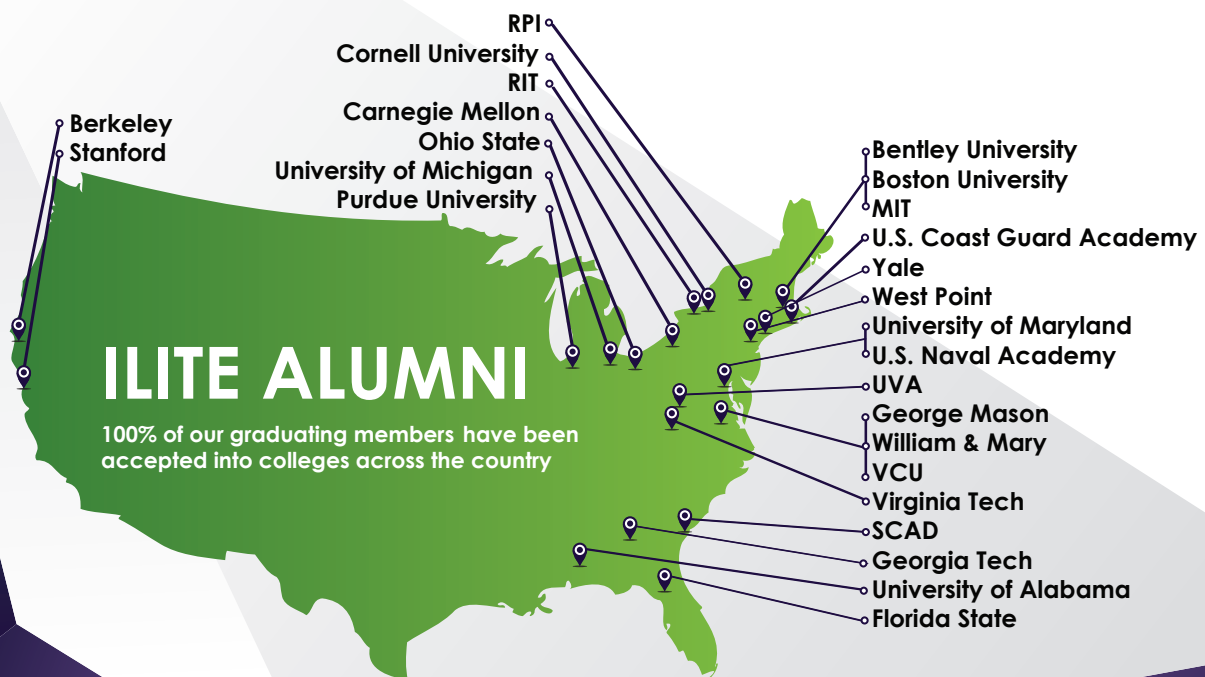 RPI
Cornell University
RIT
Carnegie Mellon
Ohio State
University of Michigan
Purdue University
Berkeley
Stanford
ILITE ALUMNI
100% of our graduating members have been
accepted into colleges across the country
Bentley University
Boston University
MIT
U.S. Coast Guard Academy
Yale
West Point
University of Maryland
U.S. Naval Academy
UVA
George Mason
William & Mary
VCU
Virginia Tech
SCAD
Georgia Tech
University of Alabama
Florida State